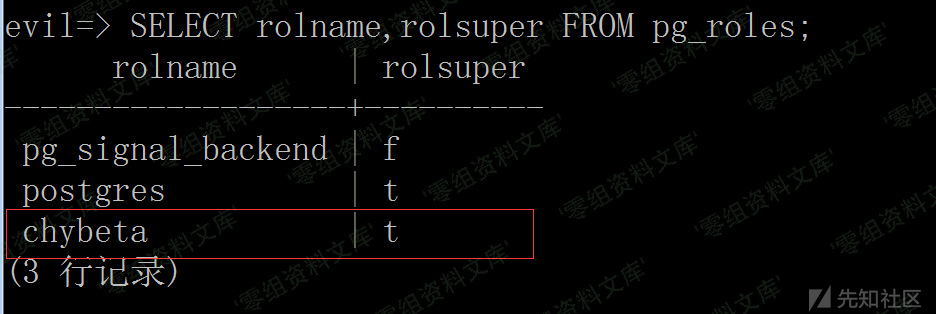 evil=> SELECT rolname,rolsuper FROM pg_roles;
rolname | rolsuper
-------------------+----------
pg_signal_backend | f
postgres | t
chybeta | t
(3 行记录)
'零组资料文库'
先知社区